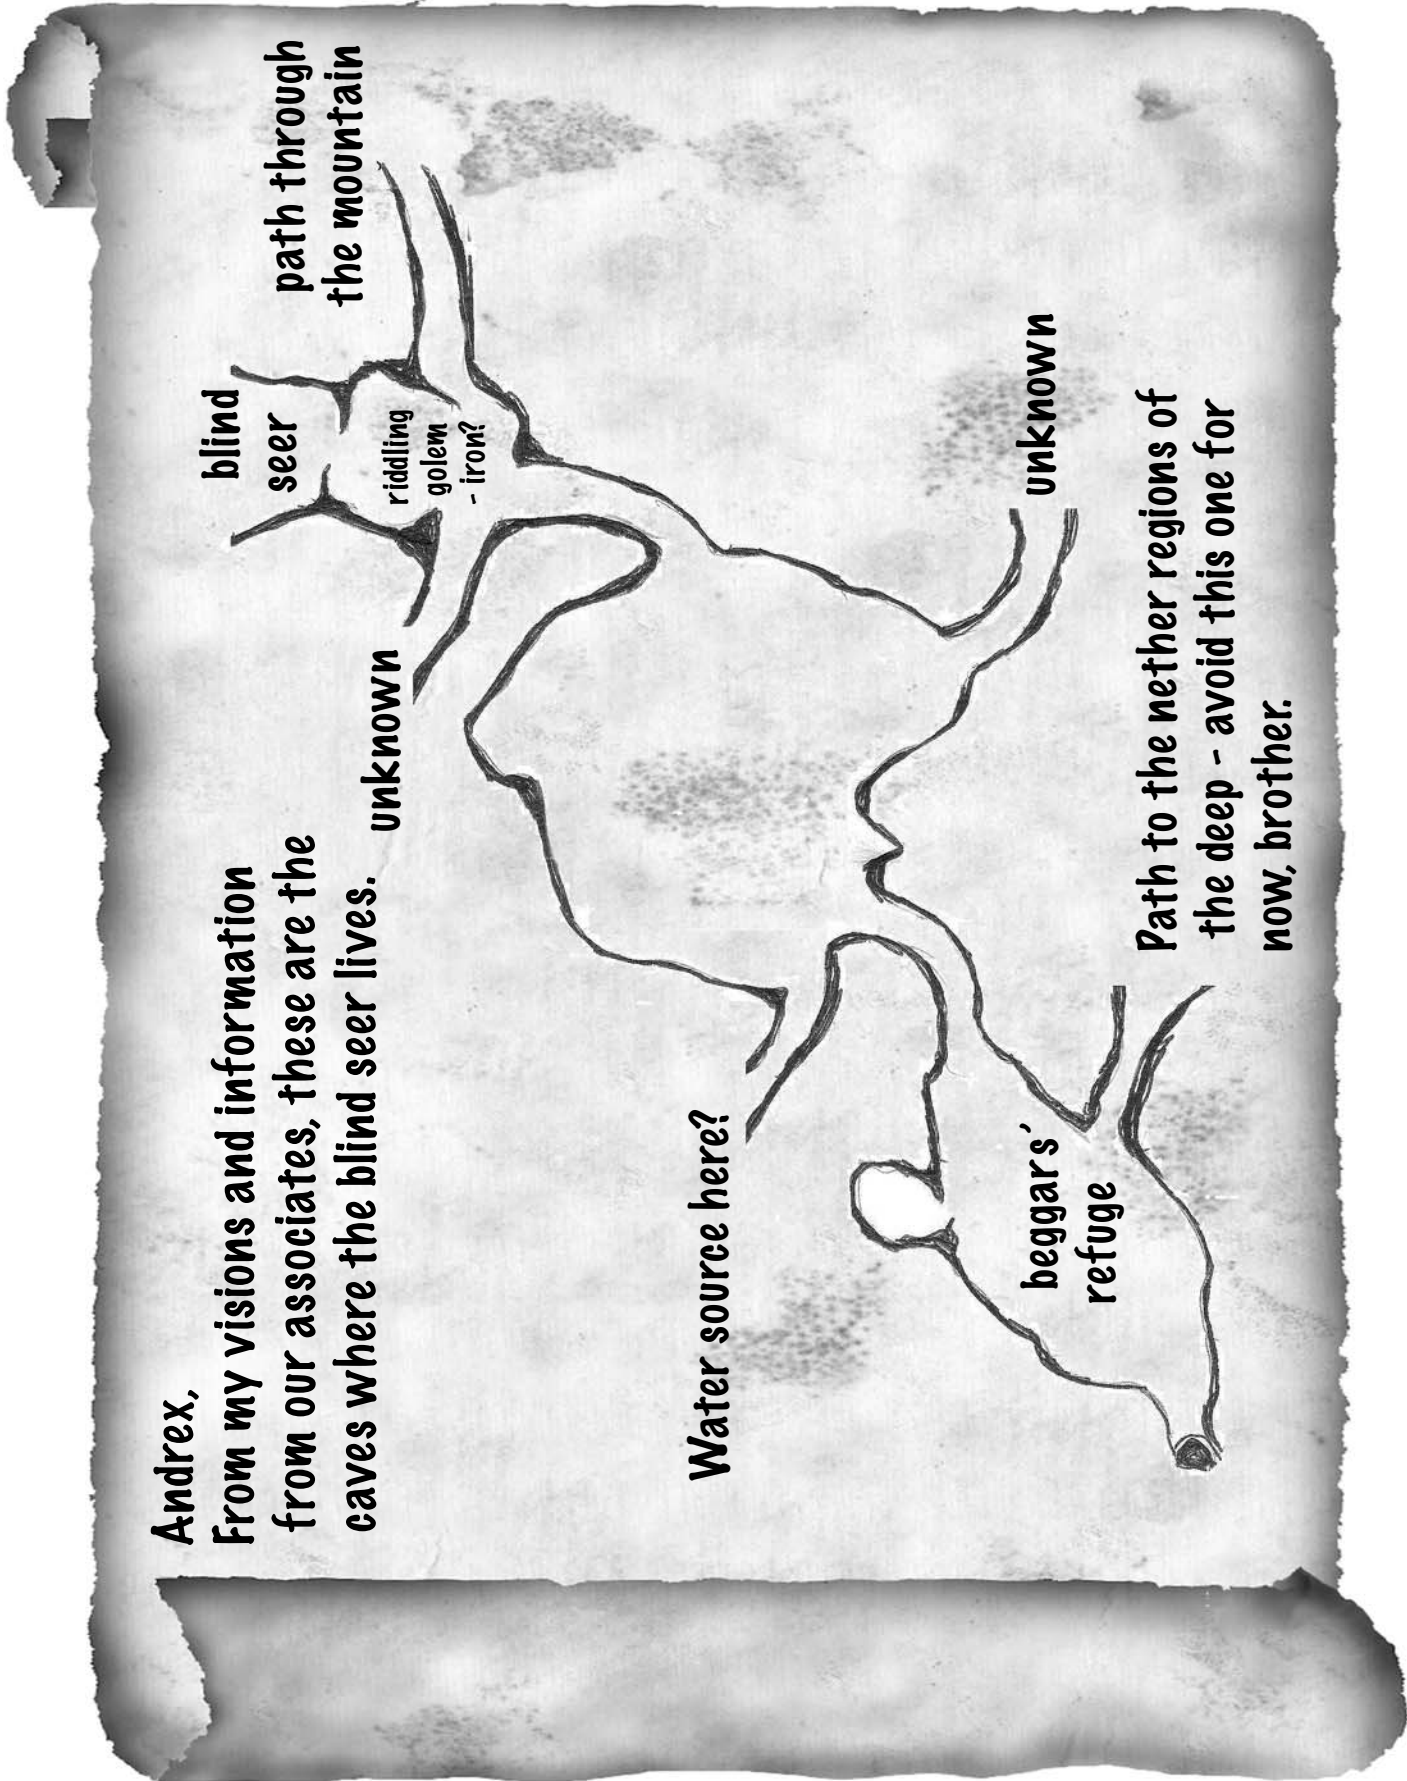 Andrex,
From my visions and information
from our associates, these are the
caves where the blind seer lives.
blind
seer
path through
the mountain
riddling
golem
- iron?
unknown
Water source here?
unknown
beggars'
refuge
Path to the nether regions of
the deep - avoid this one for
now, brother.